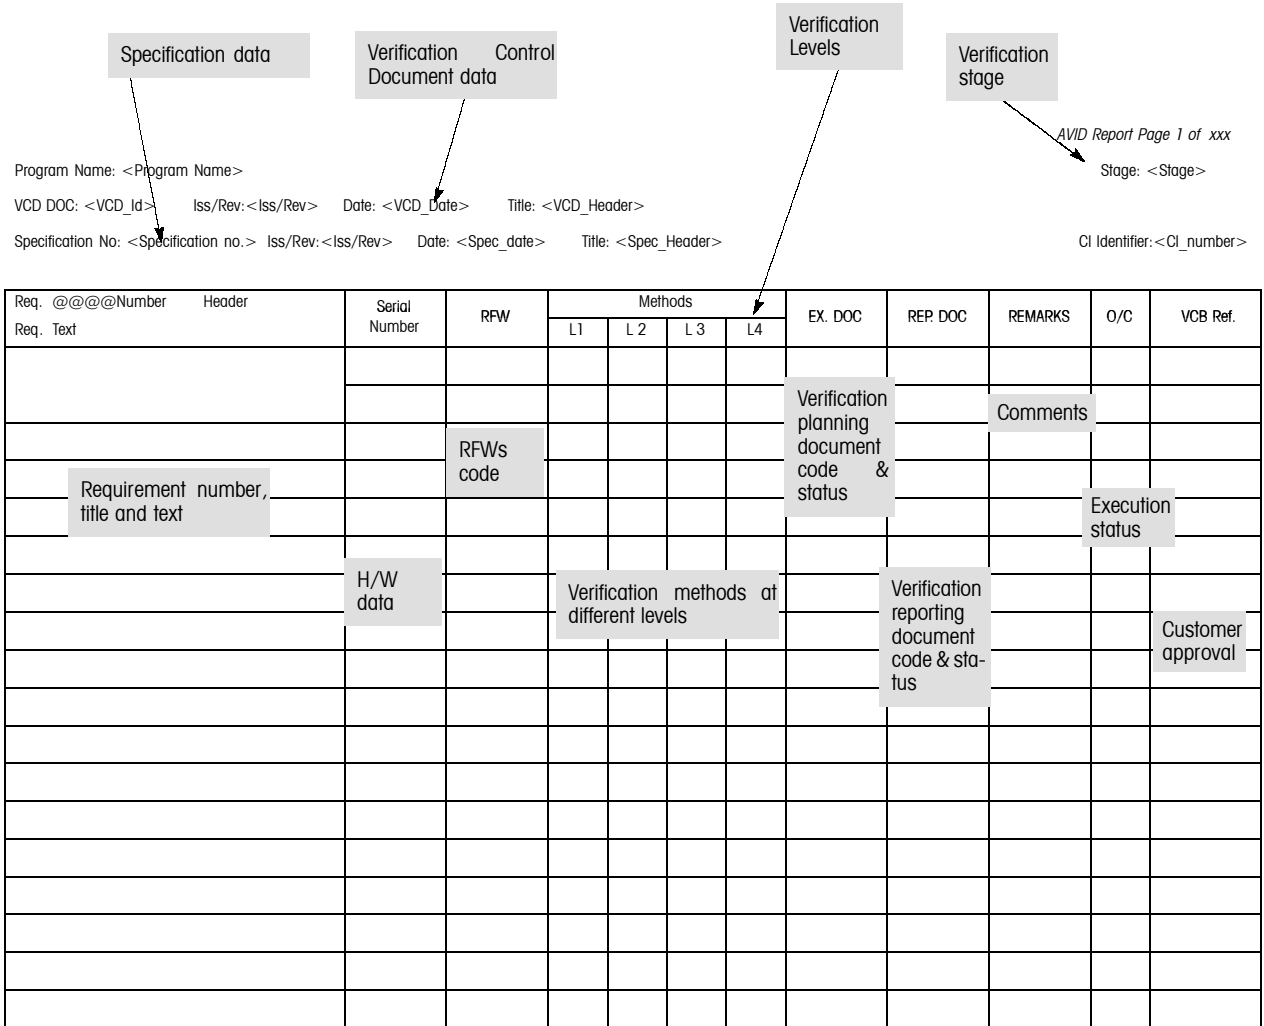 Verification
Levels
Specification data
Verification Control
Document data
Verification
stage
AVID Report Page 1 of xxx
Program Name: <Program Name>
Stage: <Stage>
VCD DOC: <VCD_Id> Iss/Rev:<Iss/Rev> Date: <VCD_Date> Title: <VCD_Header>
Specification No: <Specification no.> Iss/Rev:<Iss/Rev> Date: <Spec_date> Title: <Spec_Header>
CI Identifier:<CI_number>
Req. @@@@Number Header
Req. Text
Serial
Number
RFW
Methods
L1 L 2 L 3 L4
EX. DOC
REP. DOC
REMARKS
O/C
VCB Ref.
Verification
planning
document
code &
status
Comments
RFWs
code
Requirement number,
title and text
Execution
status
H/W
data
Verification methods at
different levels
Verification
reporting
document
code & sta-
tus
Customer
approval